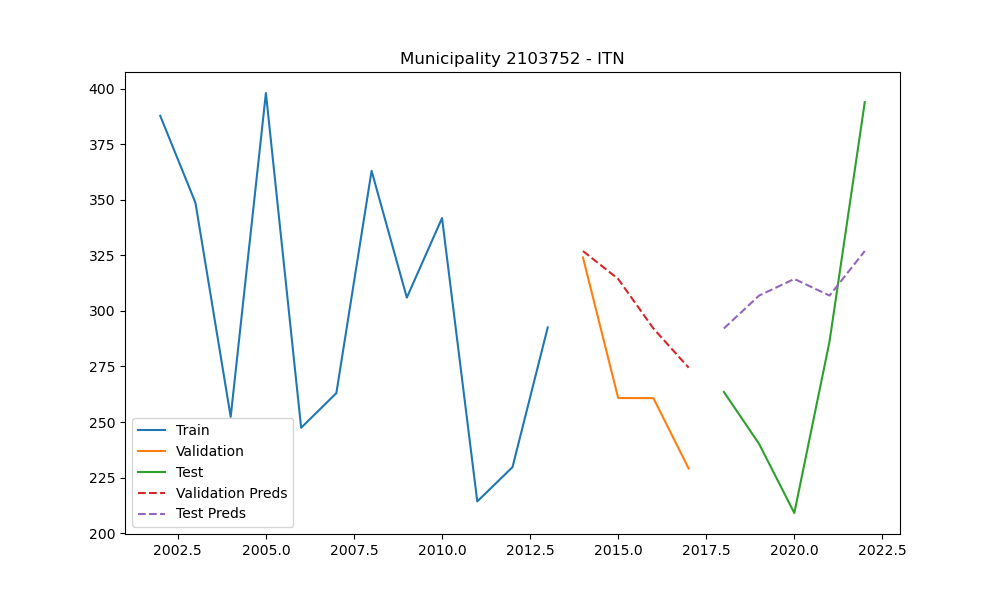 Municipality 2103752 - ITN
400
375
350
325
300
275
250
225
200
Train
Validation
Test
Validation Preds
Test Preds
2002.5 2005.0 2007.5 2010.0 2012.5 2015.0 2017.5 2020.0 2022.5